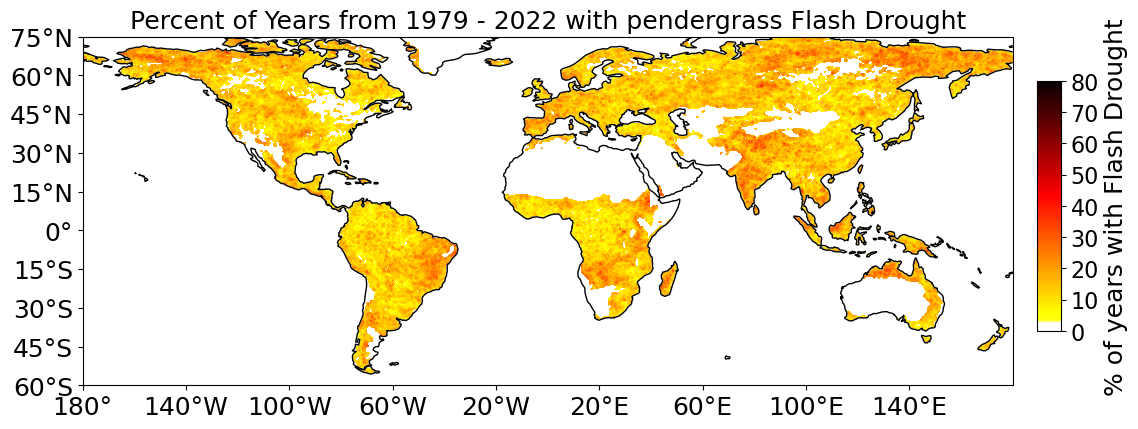 Percent of Years from 1979 - 2022 with pendergrass Flash Drought
75°N
60°N
45°N
30°N
15°N
0°
15°S
30°S
45°S
60°S
180° 140°W 100°W 60°W 20°W 20°E 60°E 100°E 140°E
80
70
60
50
40
30
20
10
0
% of years with Flash Drought